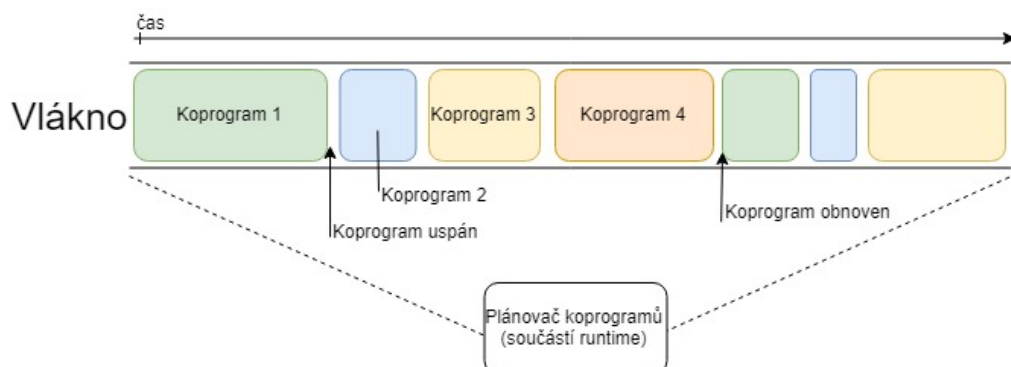 čas
Vlákno
Koprogram 1
Koprogram 3
Koprogram 4
Koprogram 2
Koprogram uspán
Koprogram obnoven
Plánovač koprogramů
(součástí runtime)